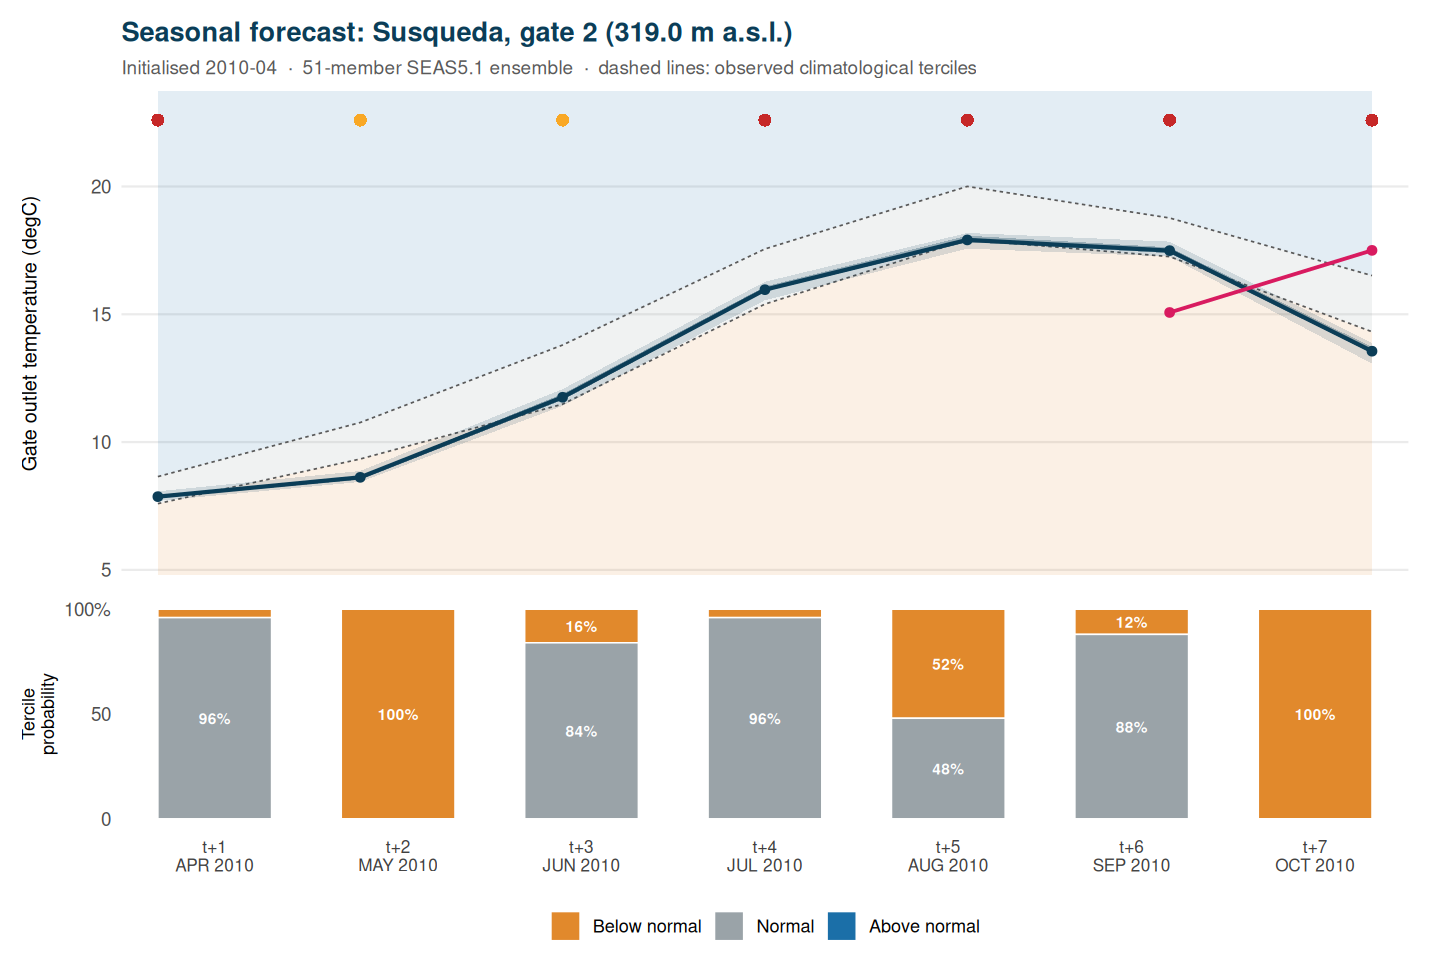 Seasonal forecast: Susqueda, gate 2 (319.0 m a.s.l.)
Initialised 2010-04 · 51-member SEAS5.1 ensemble · dashed lines: observed climatological terciles
Gate outlet temperature (degC)
20
15
10
5
Tercile
probability
100%
50
0
96%
100%
16%
84%
96%
52%
48%
12%
88%
100%
t+1
APR 2010
t+2
MAY 2010
t+3
JUN 2010
t+4
JUL 2010
t+5
AUG 2010
t+6
SEP 2010
t+7
OCT 2010
Below normal
Normal
Above normal